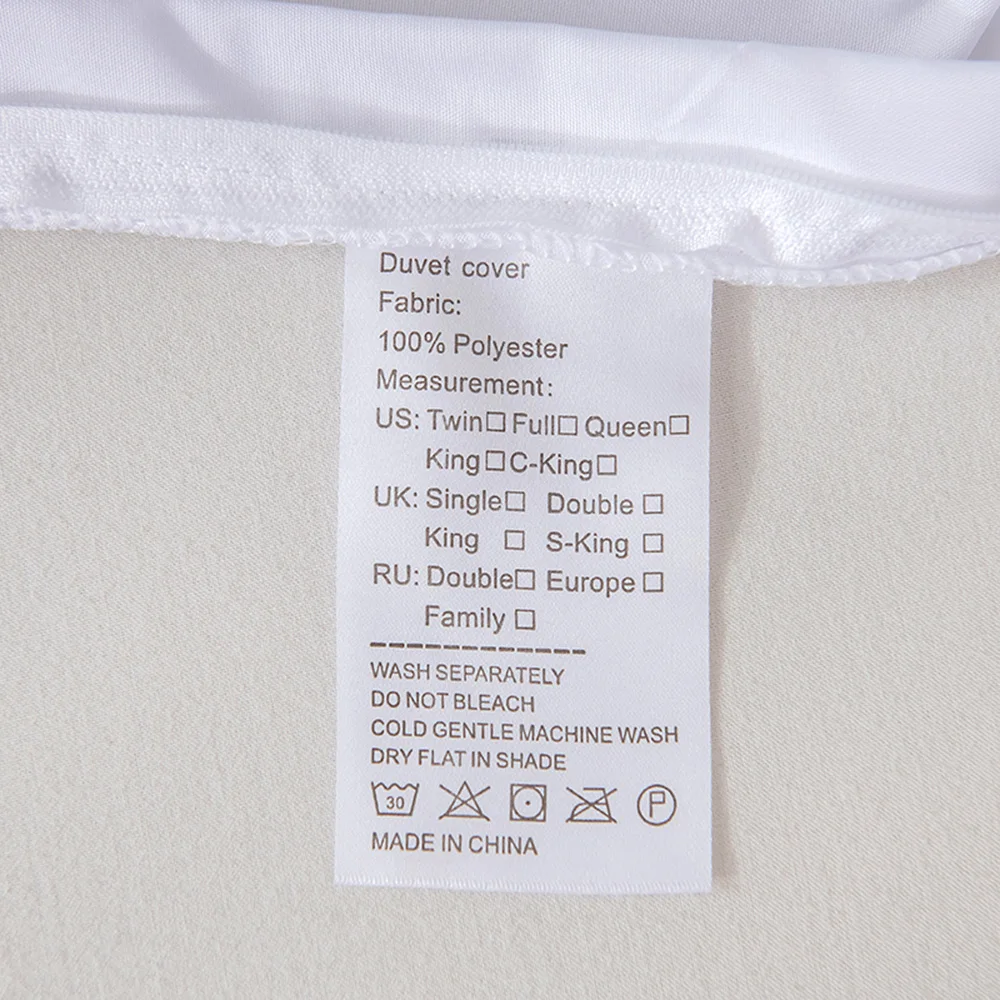 Duvet cover
Fabric:
100% Polyester
Measurement:
US: Twin☐ Full☐ Queen☐
King☐ C-King☐
UK: Single☐ Double ☐
King ☐ S-King ☐
RU: Double☐ Europe ☐
Family ☐
WASH SEPARATELY
DO NOT BLEACH
COLD GENTLE MACHINE WASH
DRY FLAT IN SHADE
30 P
MADE IN CHINA